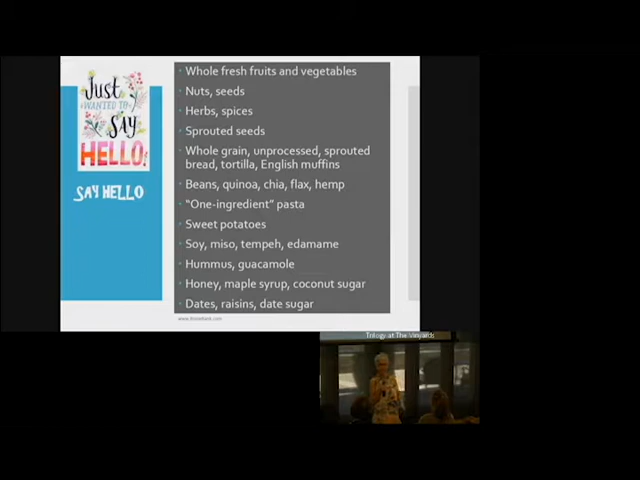 Just
WANTED TO
SAY
HELLO!
SAY HELLO
Whole fresh fruits and vegetables
Nuts, seeds
Herbs, spices
Sprouted seeds
Whole grain, unprocessed, sprouted
bread, tortilla, English muffins
Beans, quinoa, chia, flax, hemp
"One-ingredient" pasta
Sweet potatoes
Soy, miso, tempeh, edamame
Hummus, guacamole
Honey, maple syrup, coconut sugar
Dates, raisins, date sugar
Trilogy at The Vineyards